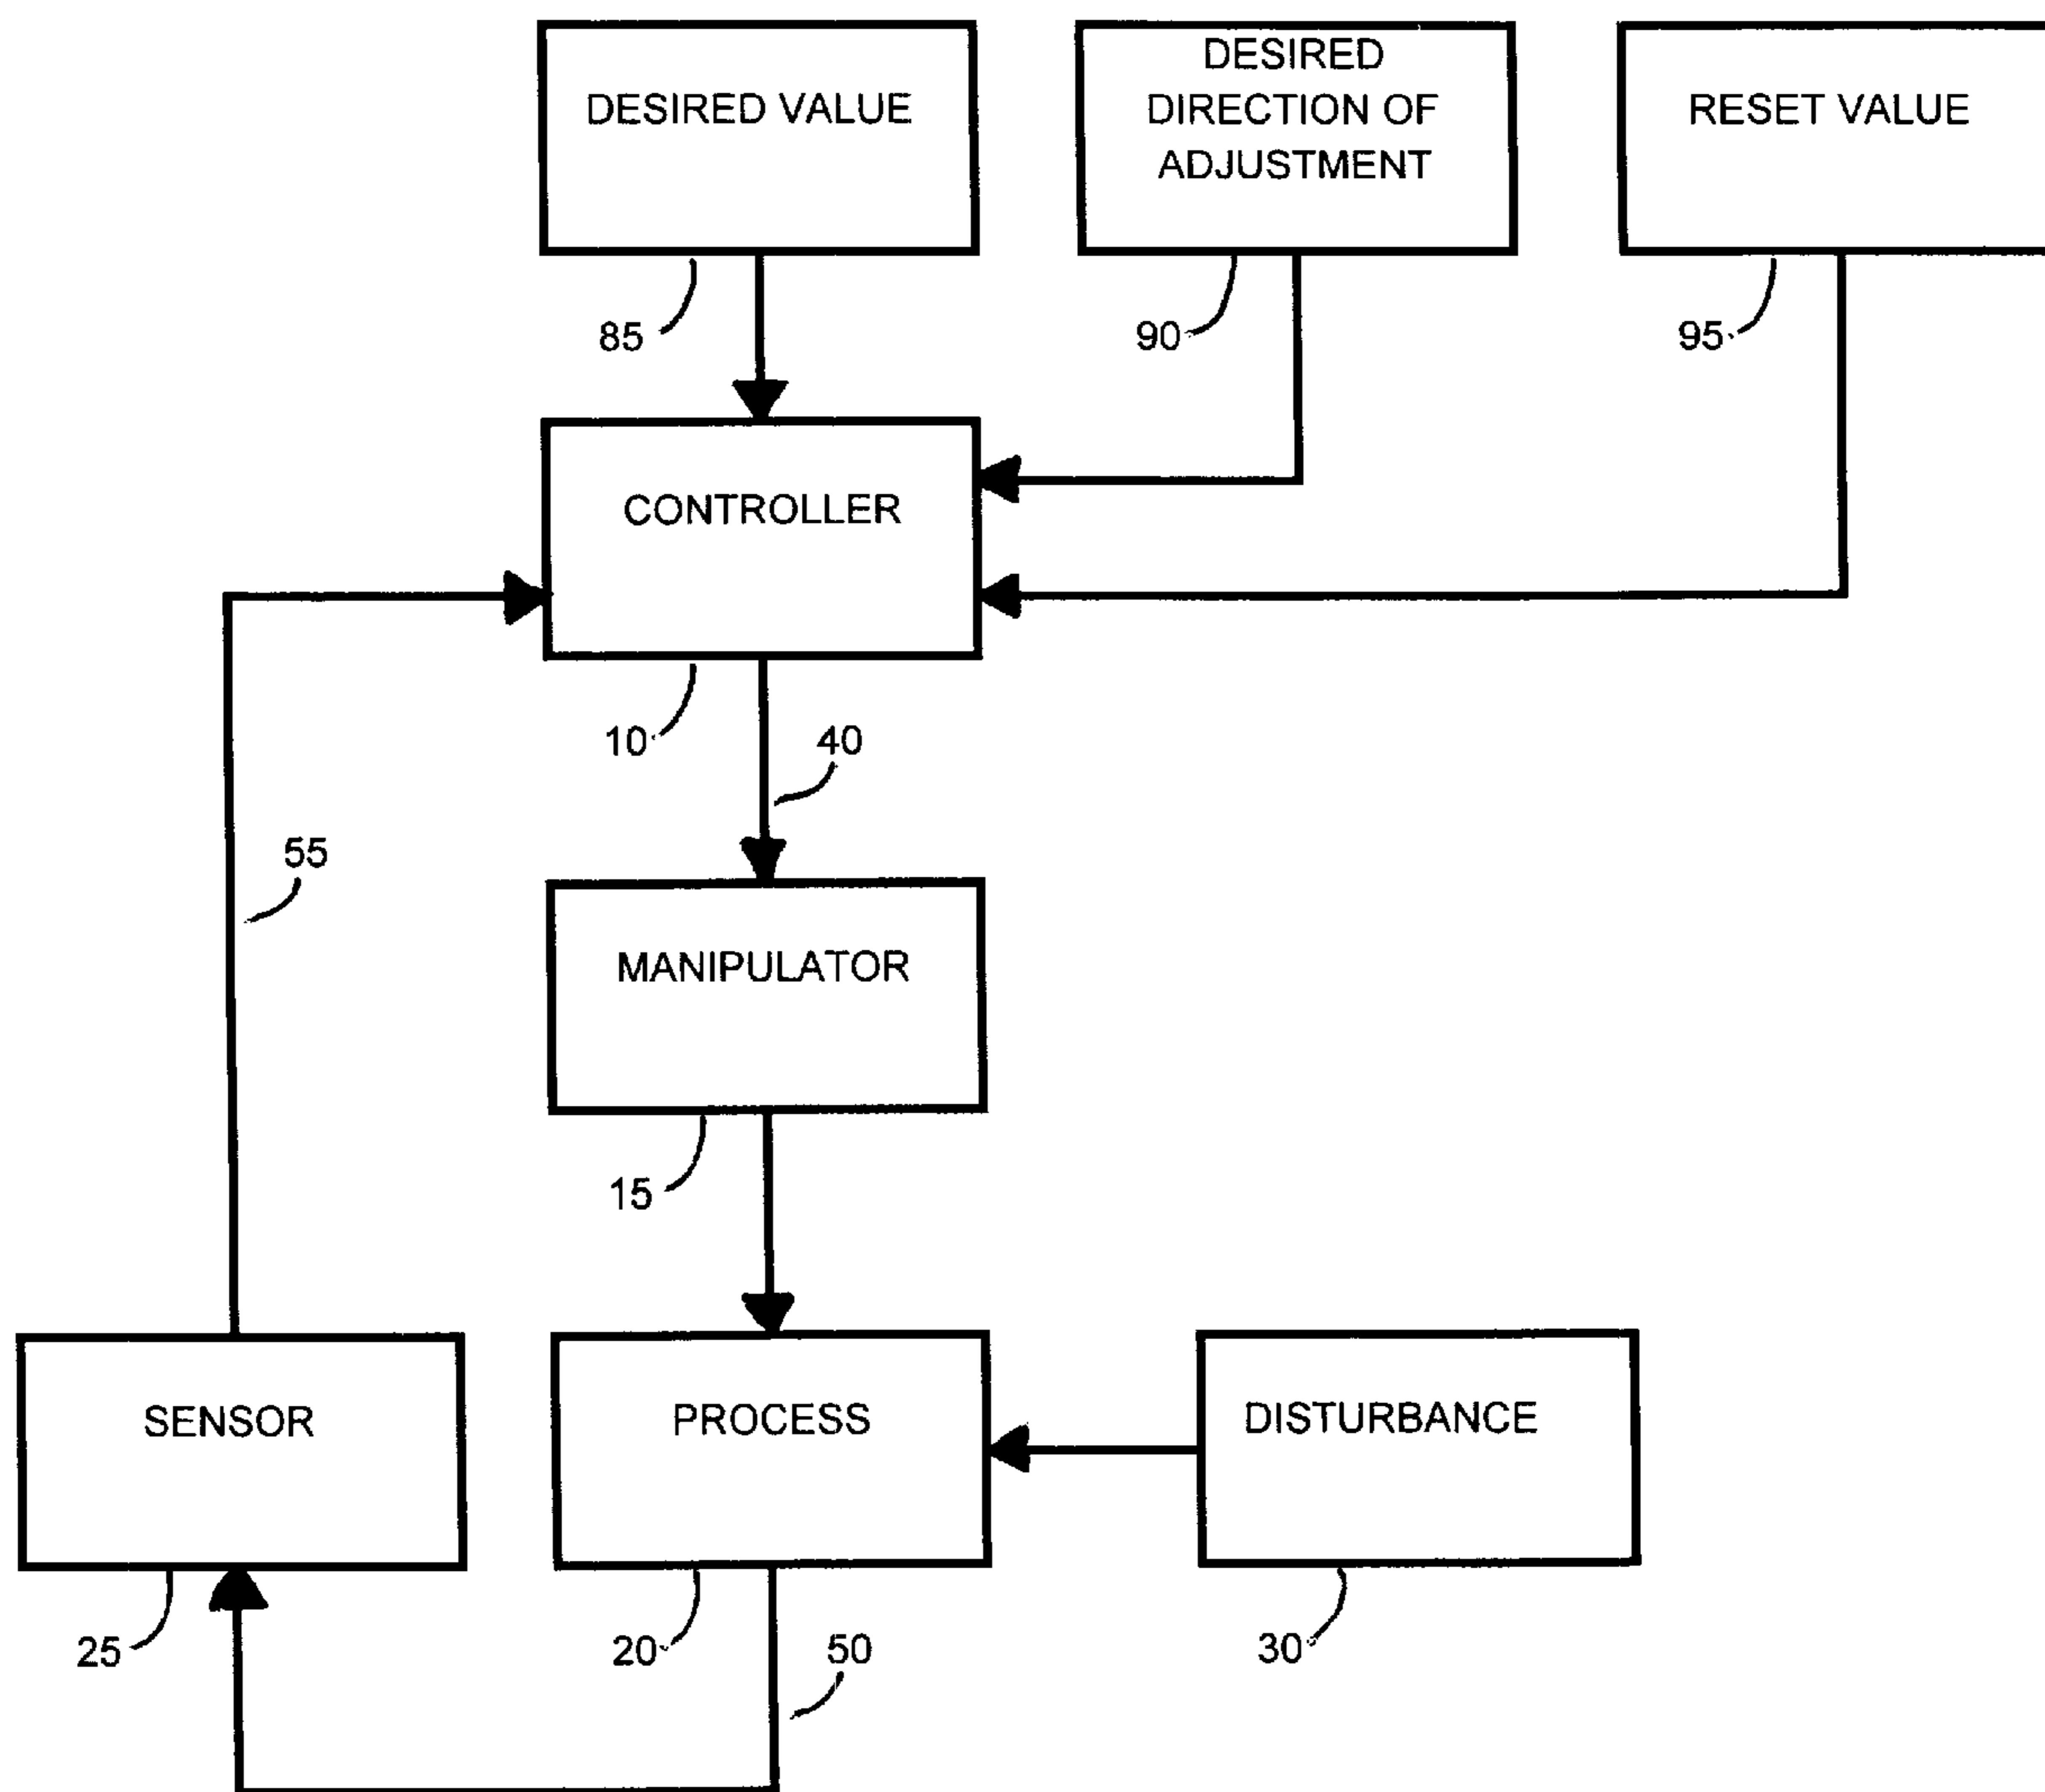 DESIRED VALUE
DESIRED
DIRECTION OF
ADJUSTMENT
RESET VALUE
85
90
95
CONTROLLER
10
40
55
MANIPULATOR
15
SENSOR
PROCESS
DISTURBANCE
25
20
50
30